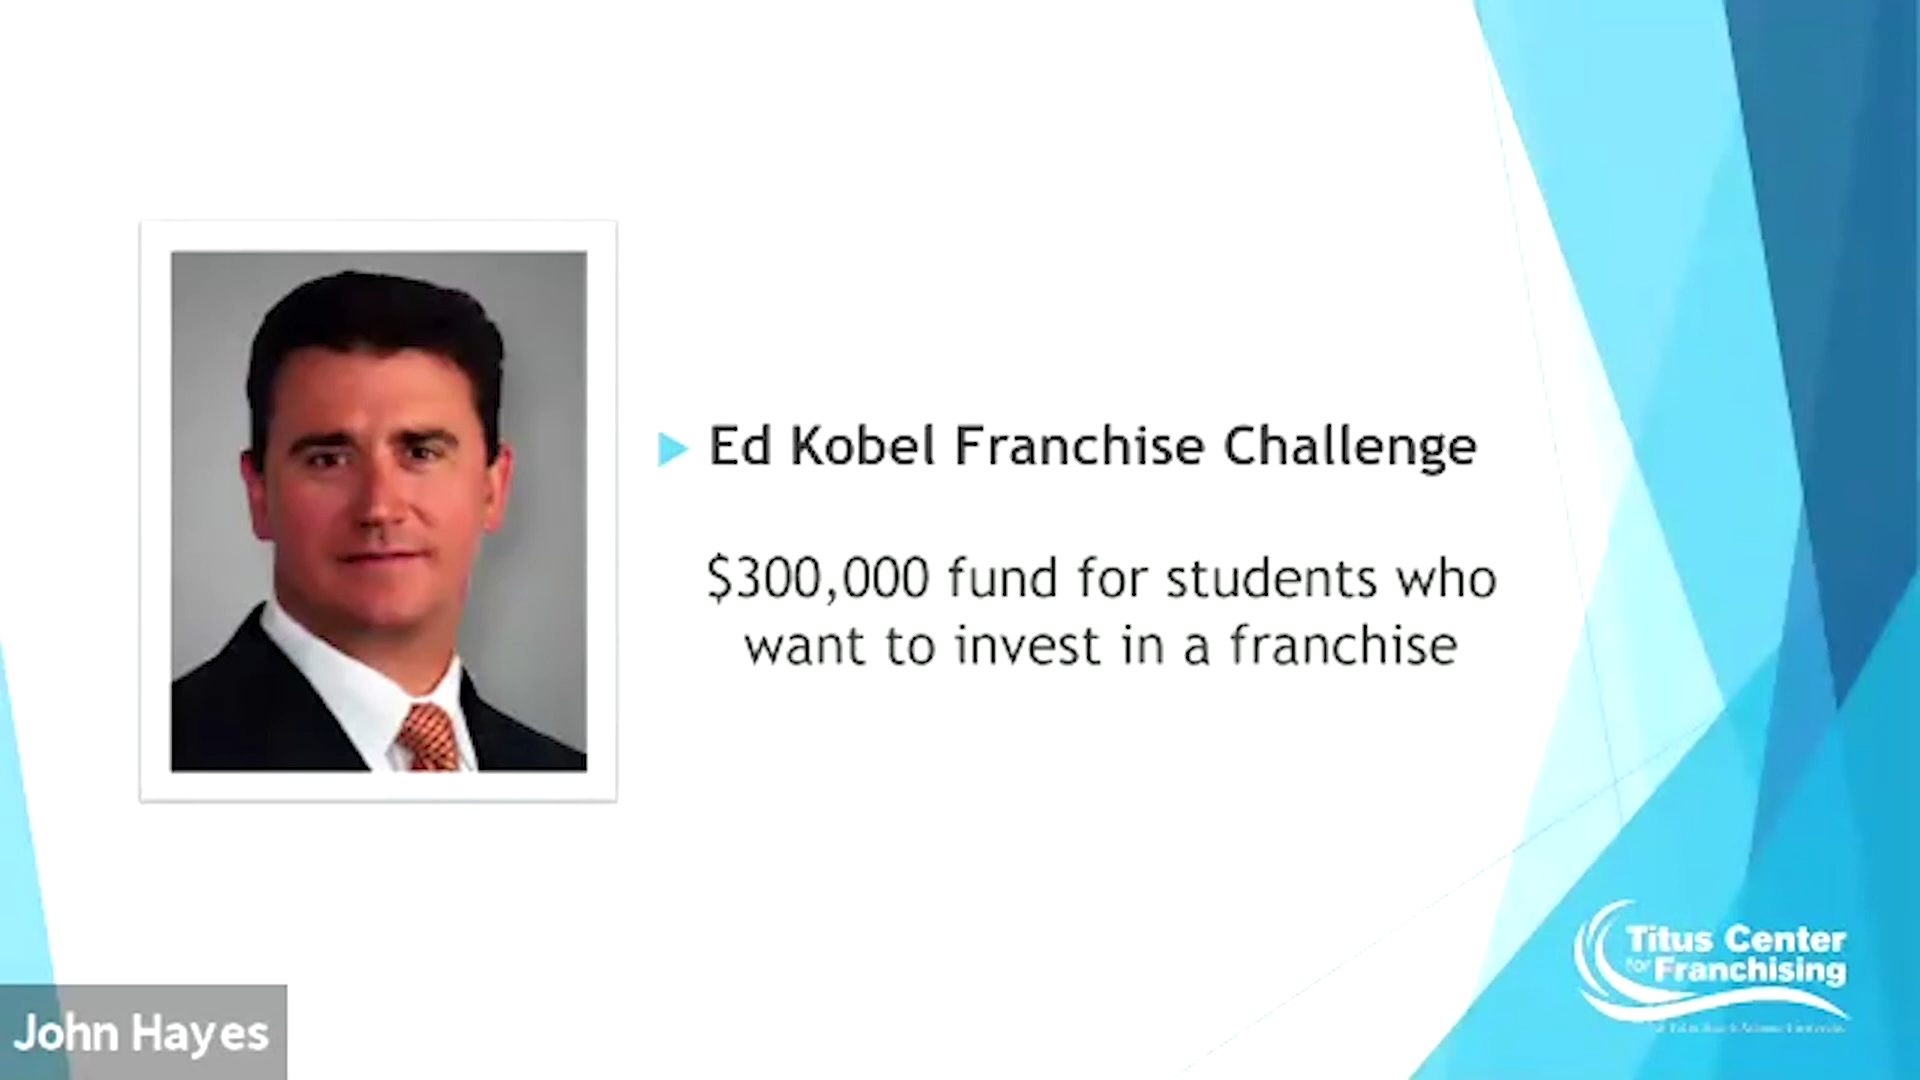 Ed Kobel Franchise Challenge
$300,000 fund for students who
want to invest in a franchise
Titus Center
for Franchising
John Hayes